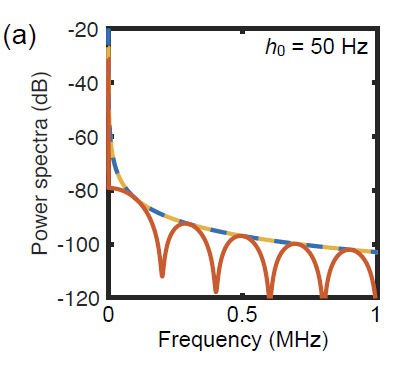 (a)
Power spectra (dB)
-20
-40
-60
-80
-100
-120
h₀ = 50 Hz
0 0.5 1
Frequency (MHz)